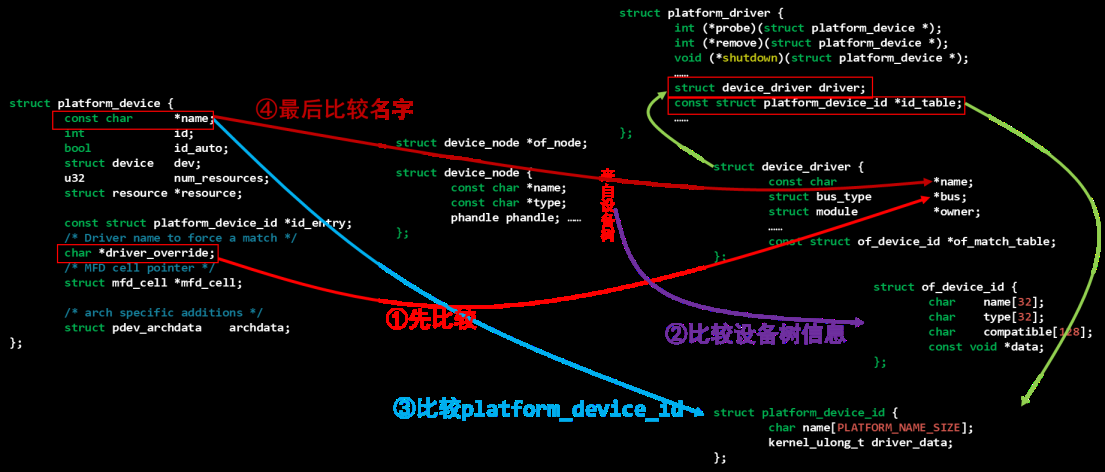 struct platform_driver {
int (*probe)(struct platform_device *);
int (*remove)(struct platform_device *);
void (*shutdown)(struct platform_device *);
……
struct device_driver driver;
const struct platform_device_id *id_table;
……
};
struct platform_device {
const char *name;
int id;
bool id_auto;
struct device dev;
u32 num_resources;
struct resource *resource;
const struct platform_device_id *id_entry;
/* Driver name to force a match */
char *driver_override;
/* MFD cell pointer */
struct mfd_cell *mfd_cell;
/* arch specific additions */
struct pdev_archdata archdata;
};
④最后比较名字
struct device_node *of_node;
struct device_node {
const char *name;
const char *type;
phandle phandle; ……
};
来自设备树
struct device_driver {
const char *name;
struct bus_type *bus;
struct module *owner;
……
const struct of_device_id *of_match_table;
};
①先比较
②比较设备树信息
struct of_device_id {
char name[32];
char type[32];
char compatible[128];
const void *data;
};
③比较platform_device_id
struct platform_device_id {
char name[PLATFORM_NAME_SIZE];
kernel_ulong_t driver_data;
};